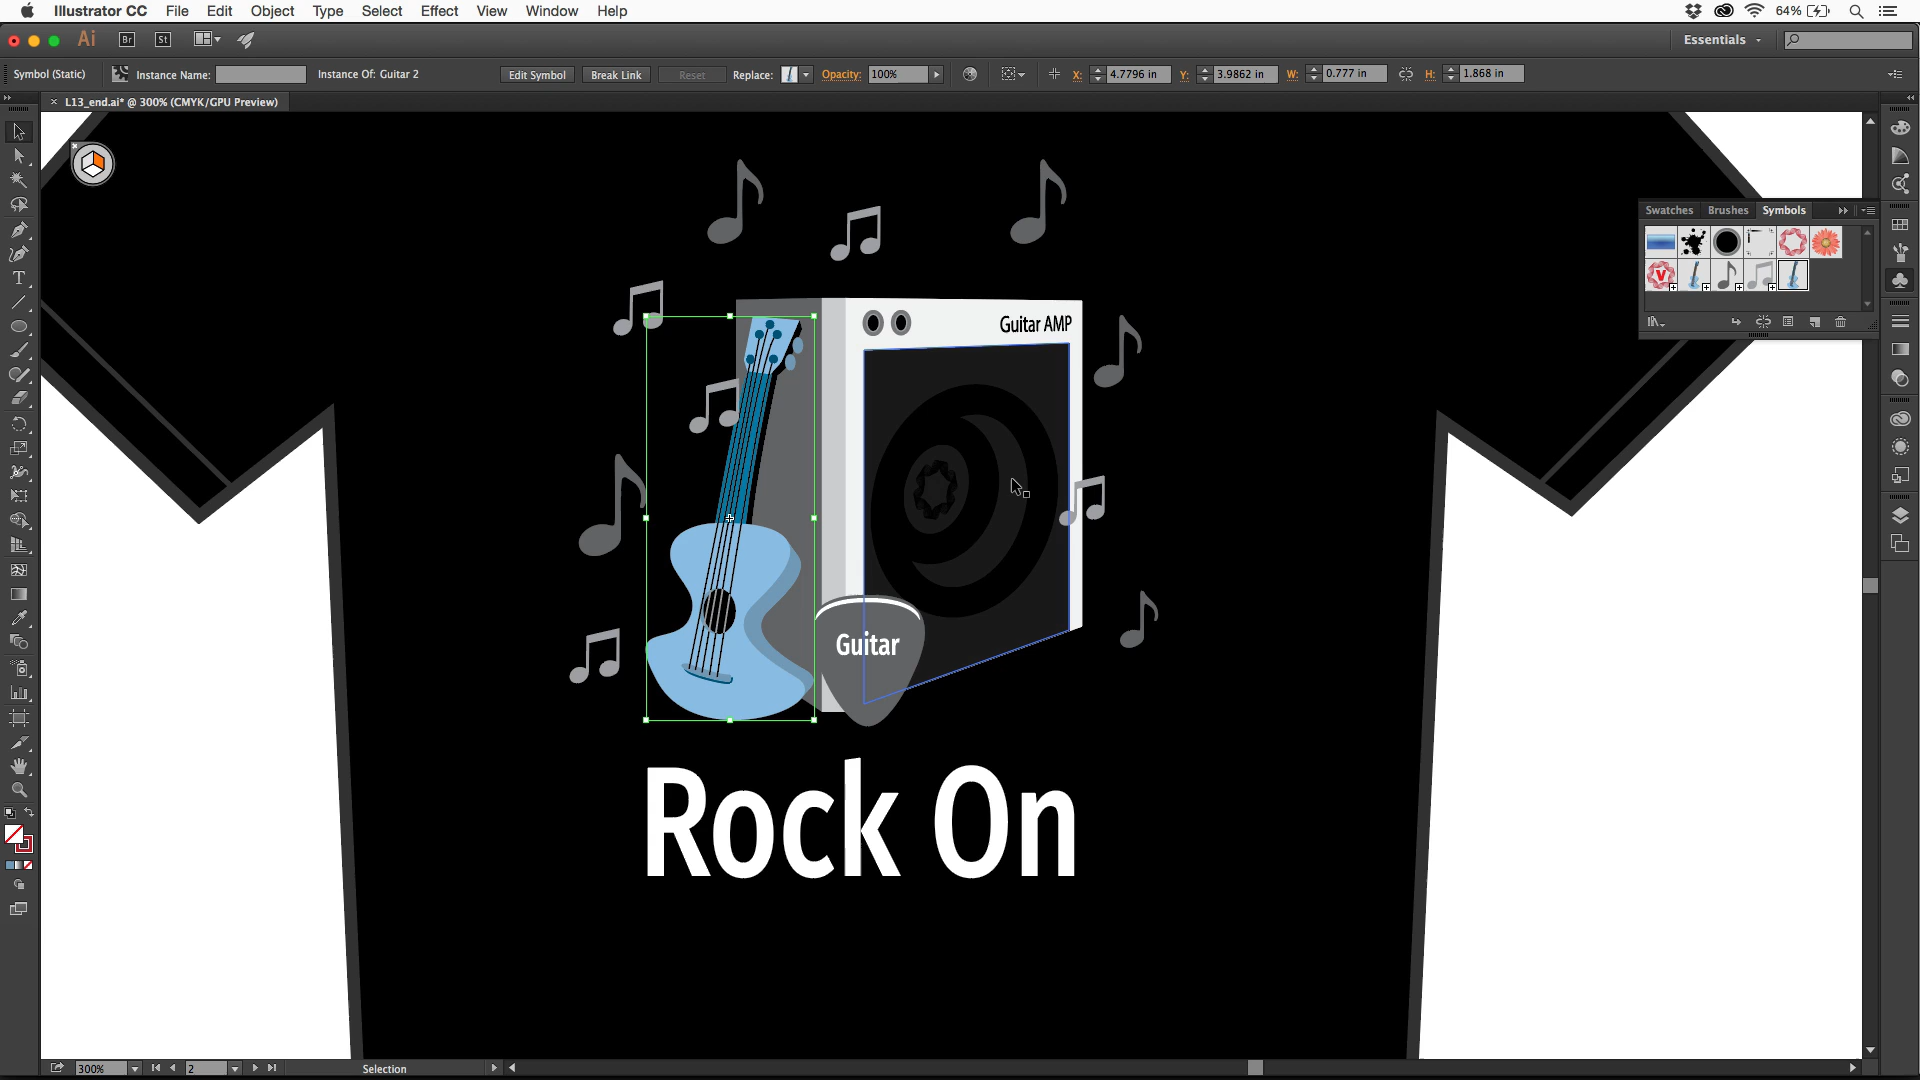 Illustrator CC File Edit Object Type Select Effect View Window Help 64%
Ai Br St Essentials
Symbol (Static) Instance Name: Instance Of: Guitar 2 Edit Symbol Break Link Reset Replace: Opacity: 100% X: 4.7796 in Y: 3.9862 in W: 0.777 in H: 1.868 in
× L13_end.ai* @ 300% (CMYK/GPU Preview)
Swatches Brushes Symbols
V
Guitar AMP
Guitar
Rock On
300% 2 Selection